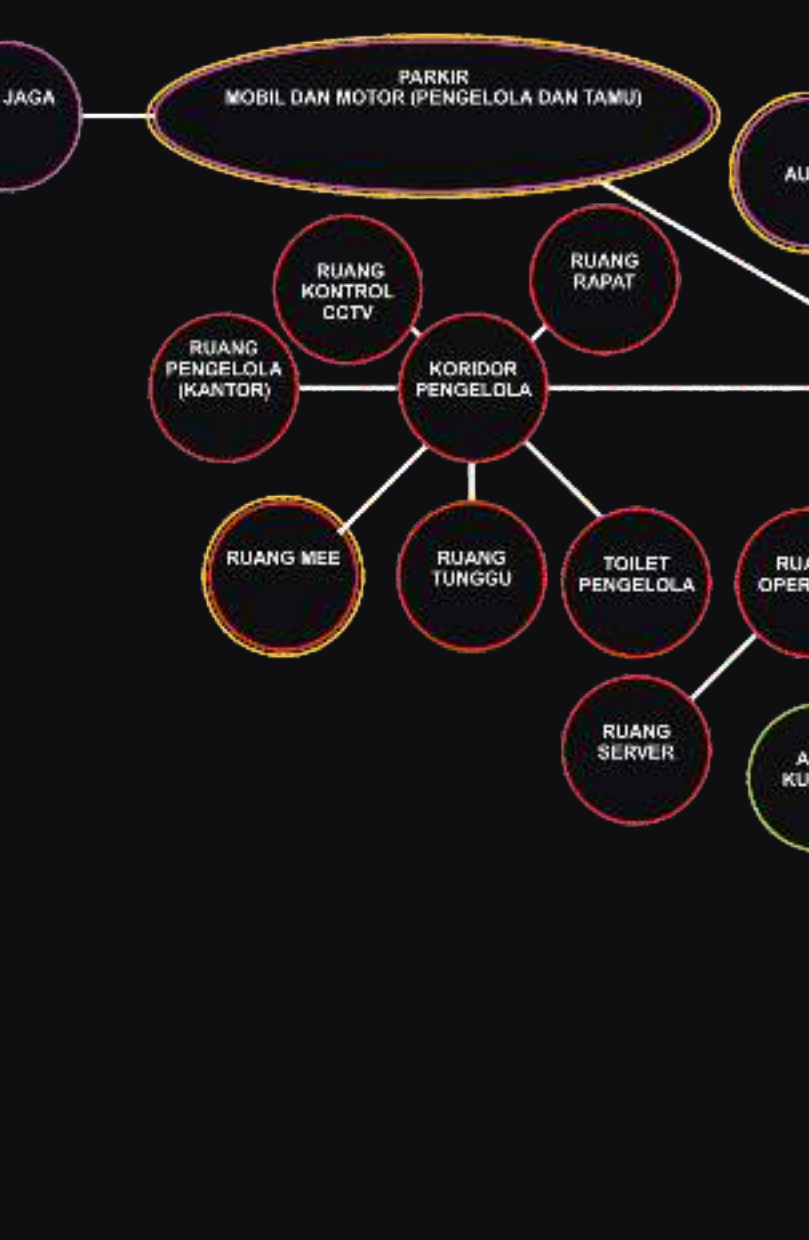 JAGA
PARKIR
MOBIL DAN MOTOR (PENGELOLA DAN TAMU)
RUANG
KONTROL
CCTV
RUANG
RAPAT
RUANG
PENGELOLA
(KANTOR)
KORIDOR
PENGELOLA
RUANG MEE
RUANG
TUNGGU
TOILET
PENGELOLA
RUANG
SERVER